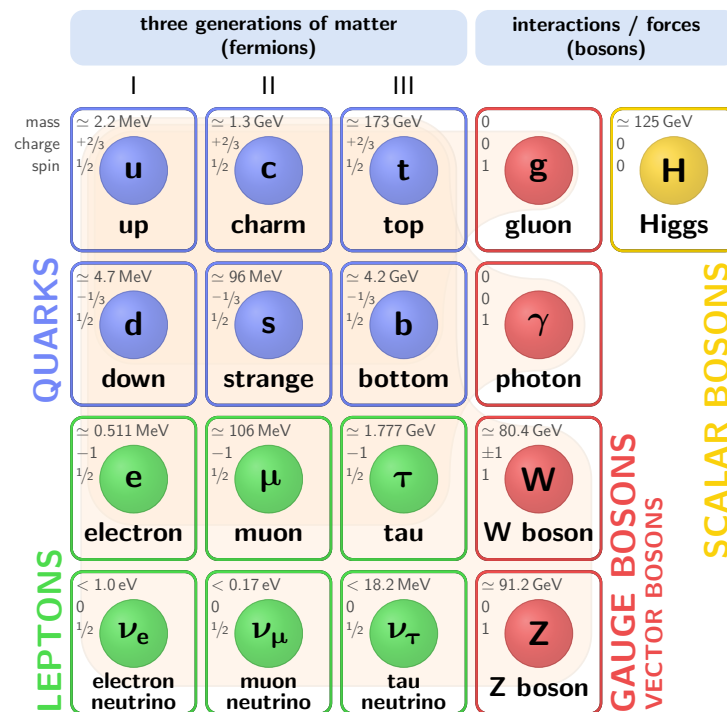 three generations of matter
(fermions)
interactions / forces
(bosons)
I
II
III
mass
charge
spin
≃ 2.2 MeV
+2/3
1/2
u
up
≃ 1.3 GeV
+2/3
1/2
c
charm
≃ 173 GeV
+2/3
1/2
t
top
0
0
1
g
gluon
≃ 125 GeV
0
0
H
Higgs
QUARKS
≃ 4.7 MeV
−1/3
1/2
d
down
≃ 96 MeV
−1/3
1/2
s
strange
≃ 4.2 GeV
−1/3
1/2
b
bottom
0
0
1
γ
photon
SCALAR BOSONS
LEPTONS
≃ 0.511 MeV
−1
1/2
e
electron
≃ 106 MeV
−1
1/2
μ
muon
≃ 1.777 GeV
−1
1/2
τ
tau
≃ 80.4 GeV
±1
1
W
W boson
GAUGE BOSONS
VECTOR BOSONS
< 1.0 eV
0
1/2
νe
electron
neutrino
< 0.17 eV
0
1/2
νμ
muon
neutrino
< 18.2 MeV
0
1/2
ντ
tau
neutrino
≃ 91.2 GeV
0
1
Z
Z boson